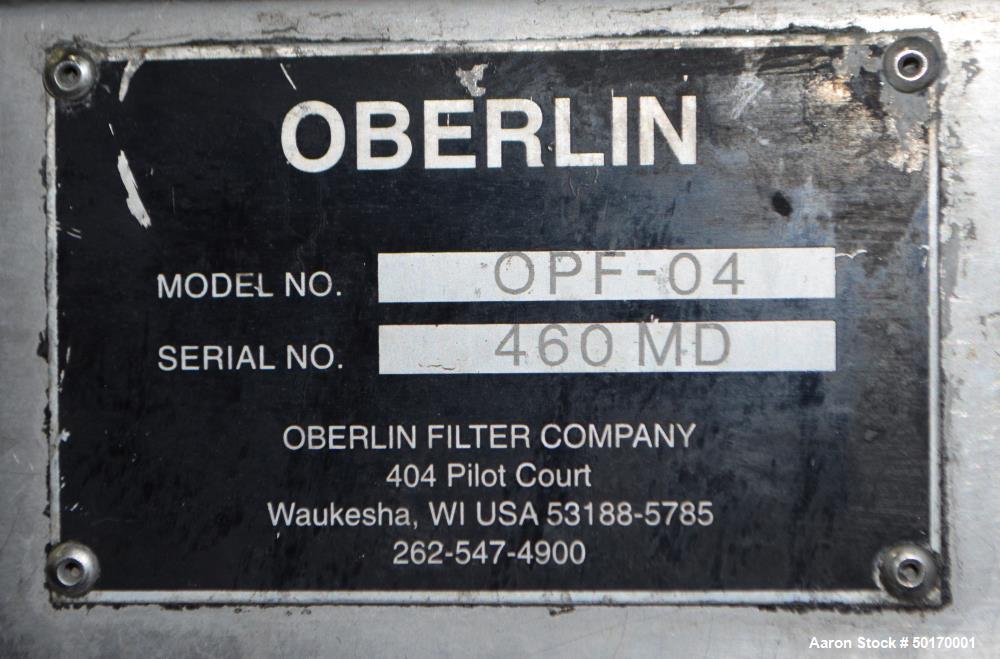 OBERLIN
MODEL NO. OPF-04
SERIAL NO. 460 MD
OBERLIN FILTER COMPANY
404 Pilot Court
Waukesha, WI USA 53188-5785
262-547-4900
Aaron Stock # 50170001